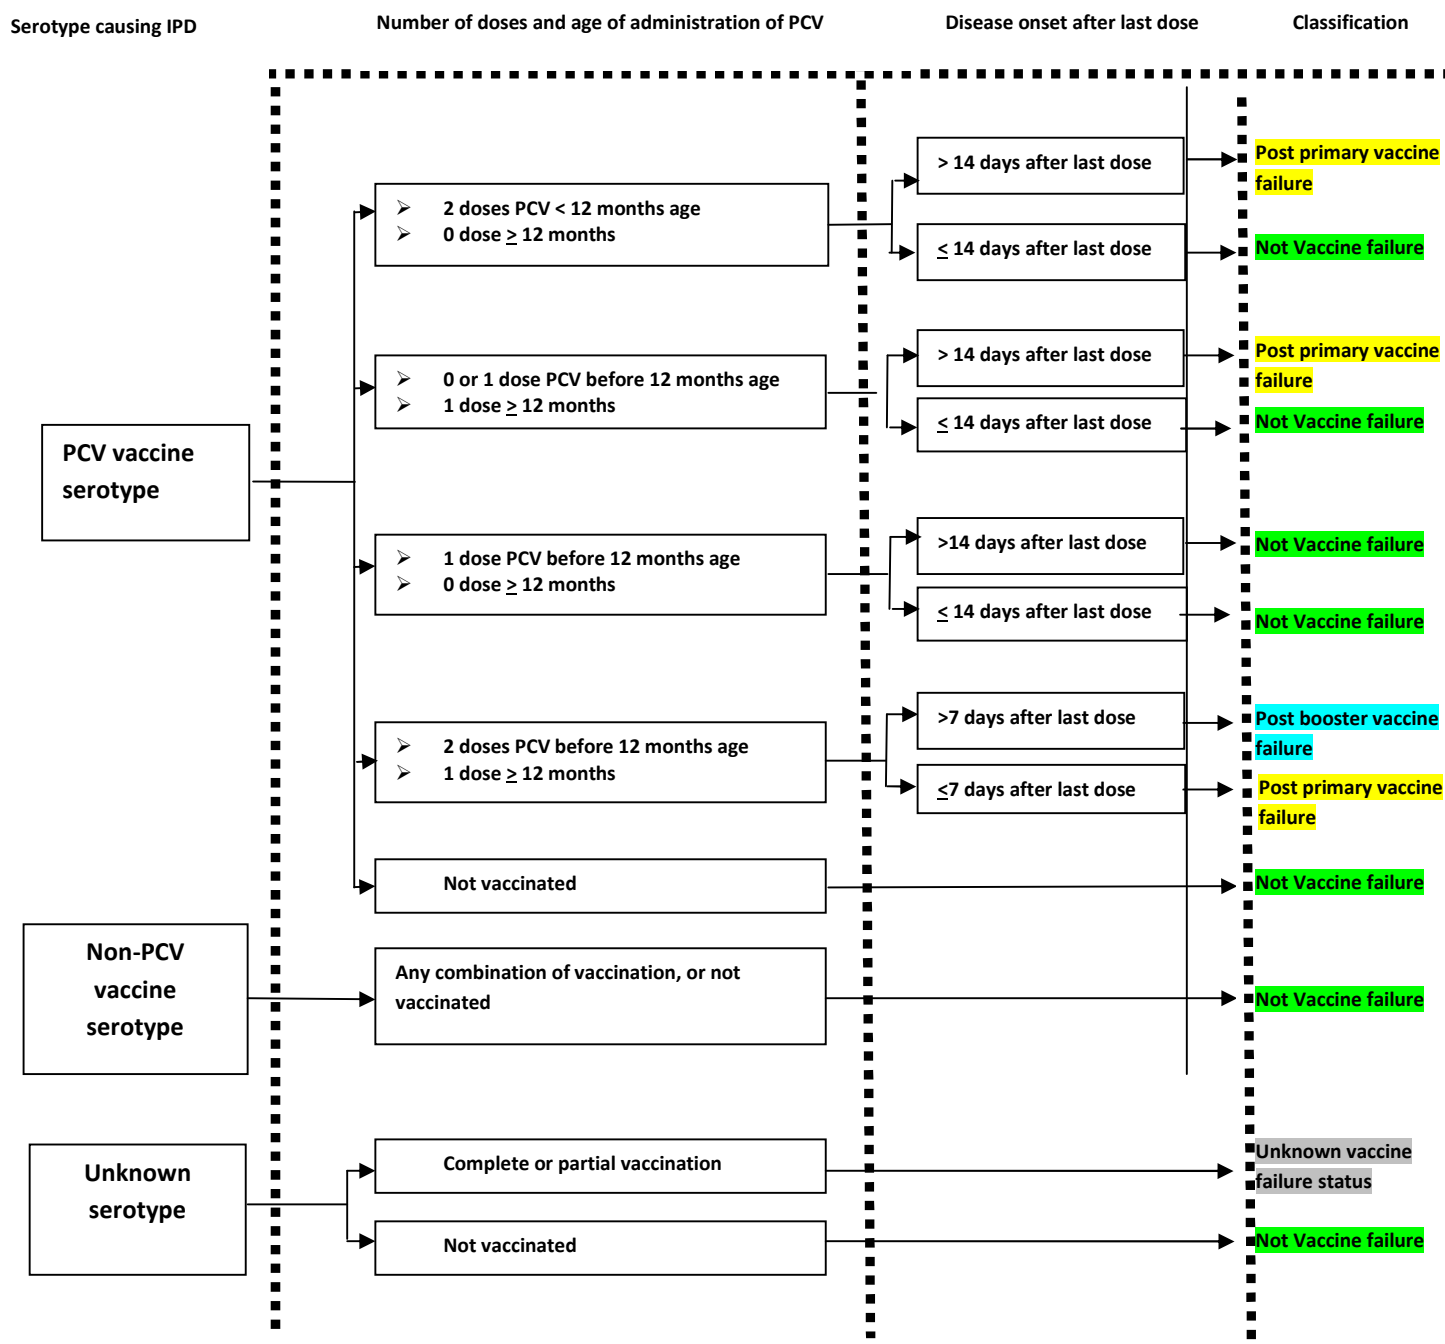 Serotype causing IPD
Number of doses and age of administration of PCV
Disease onset after last dose
Classification
PCV vaccine
serotype
➢ 2 doses PCV < 12 months age
➢ 0 dose ≥ 12 months
> 14 days after last dose
Post primary vaccine
failure
≤ 14 days after last dose
Not Vaccine failure
➢ 0 or 1 dose PCV before 12 months age
➢ 1 dose ≥ 12 months
> 14 days after last dose
Post primary vaccine
failure
≤ 14 days after last dose
Not Vaccine failure
➢ 1 dose PCV before 12 months age
➢ 0 dose ≥ 12 months
>14 days after last dose
Not Vaccine failure
≤ 14 days after last dose
Not Vaccine failure
➢ 2 doses PCV before 12 months age
➢ 1 dose ≥ 12 months
>7 days after last dose
Post booster vaccine
failure
≤7 days after last dose
Post primary vaccine
failure
Not vaccinated
Not Vaccine failure
Non-PCV
vaccine
serotype
Any combination of vaccination, or not
vaccinated
Not Vaccine failure
Unknown
serotype
Complete or partial vaccination
Unknown vaccine
failure status
Not vaccinated
Not Vaccine failure